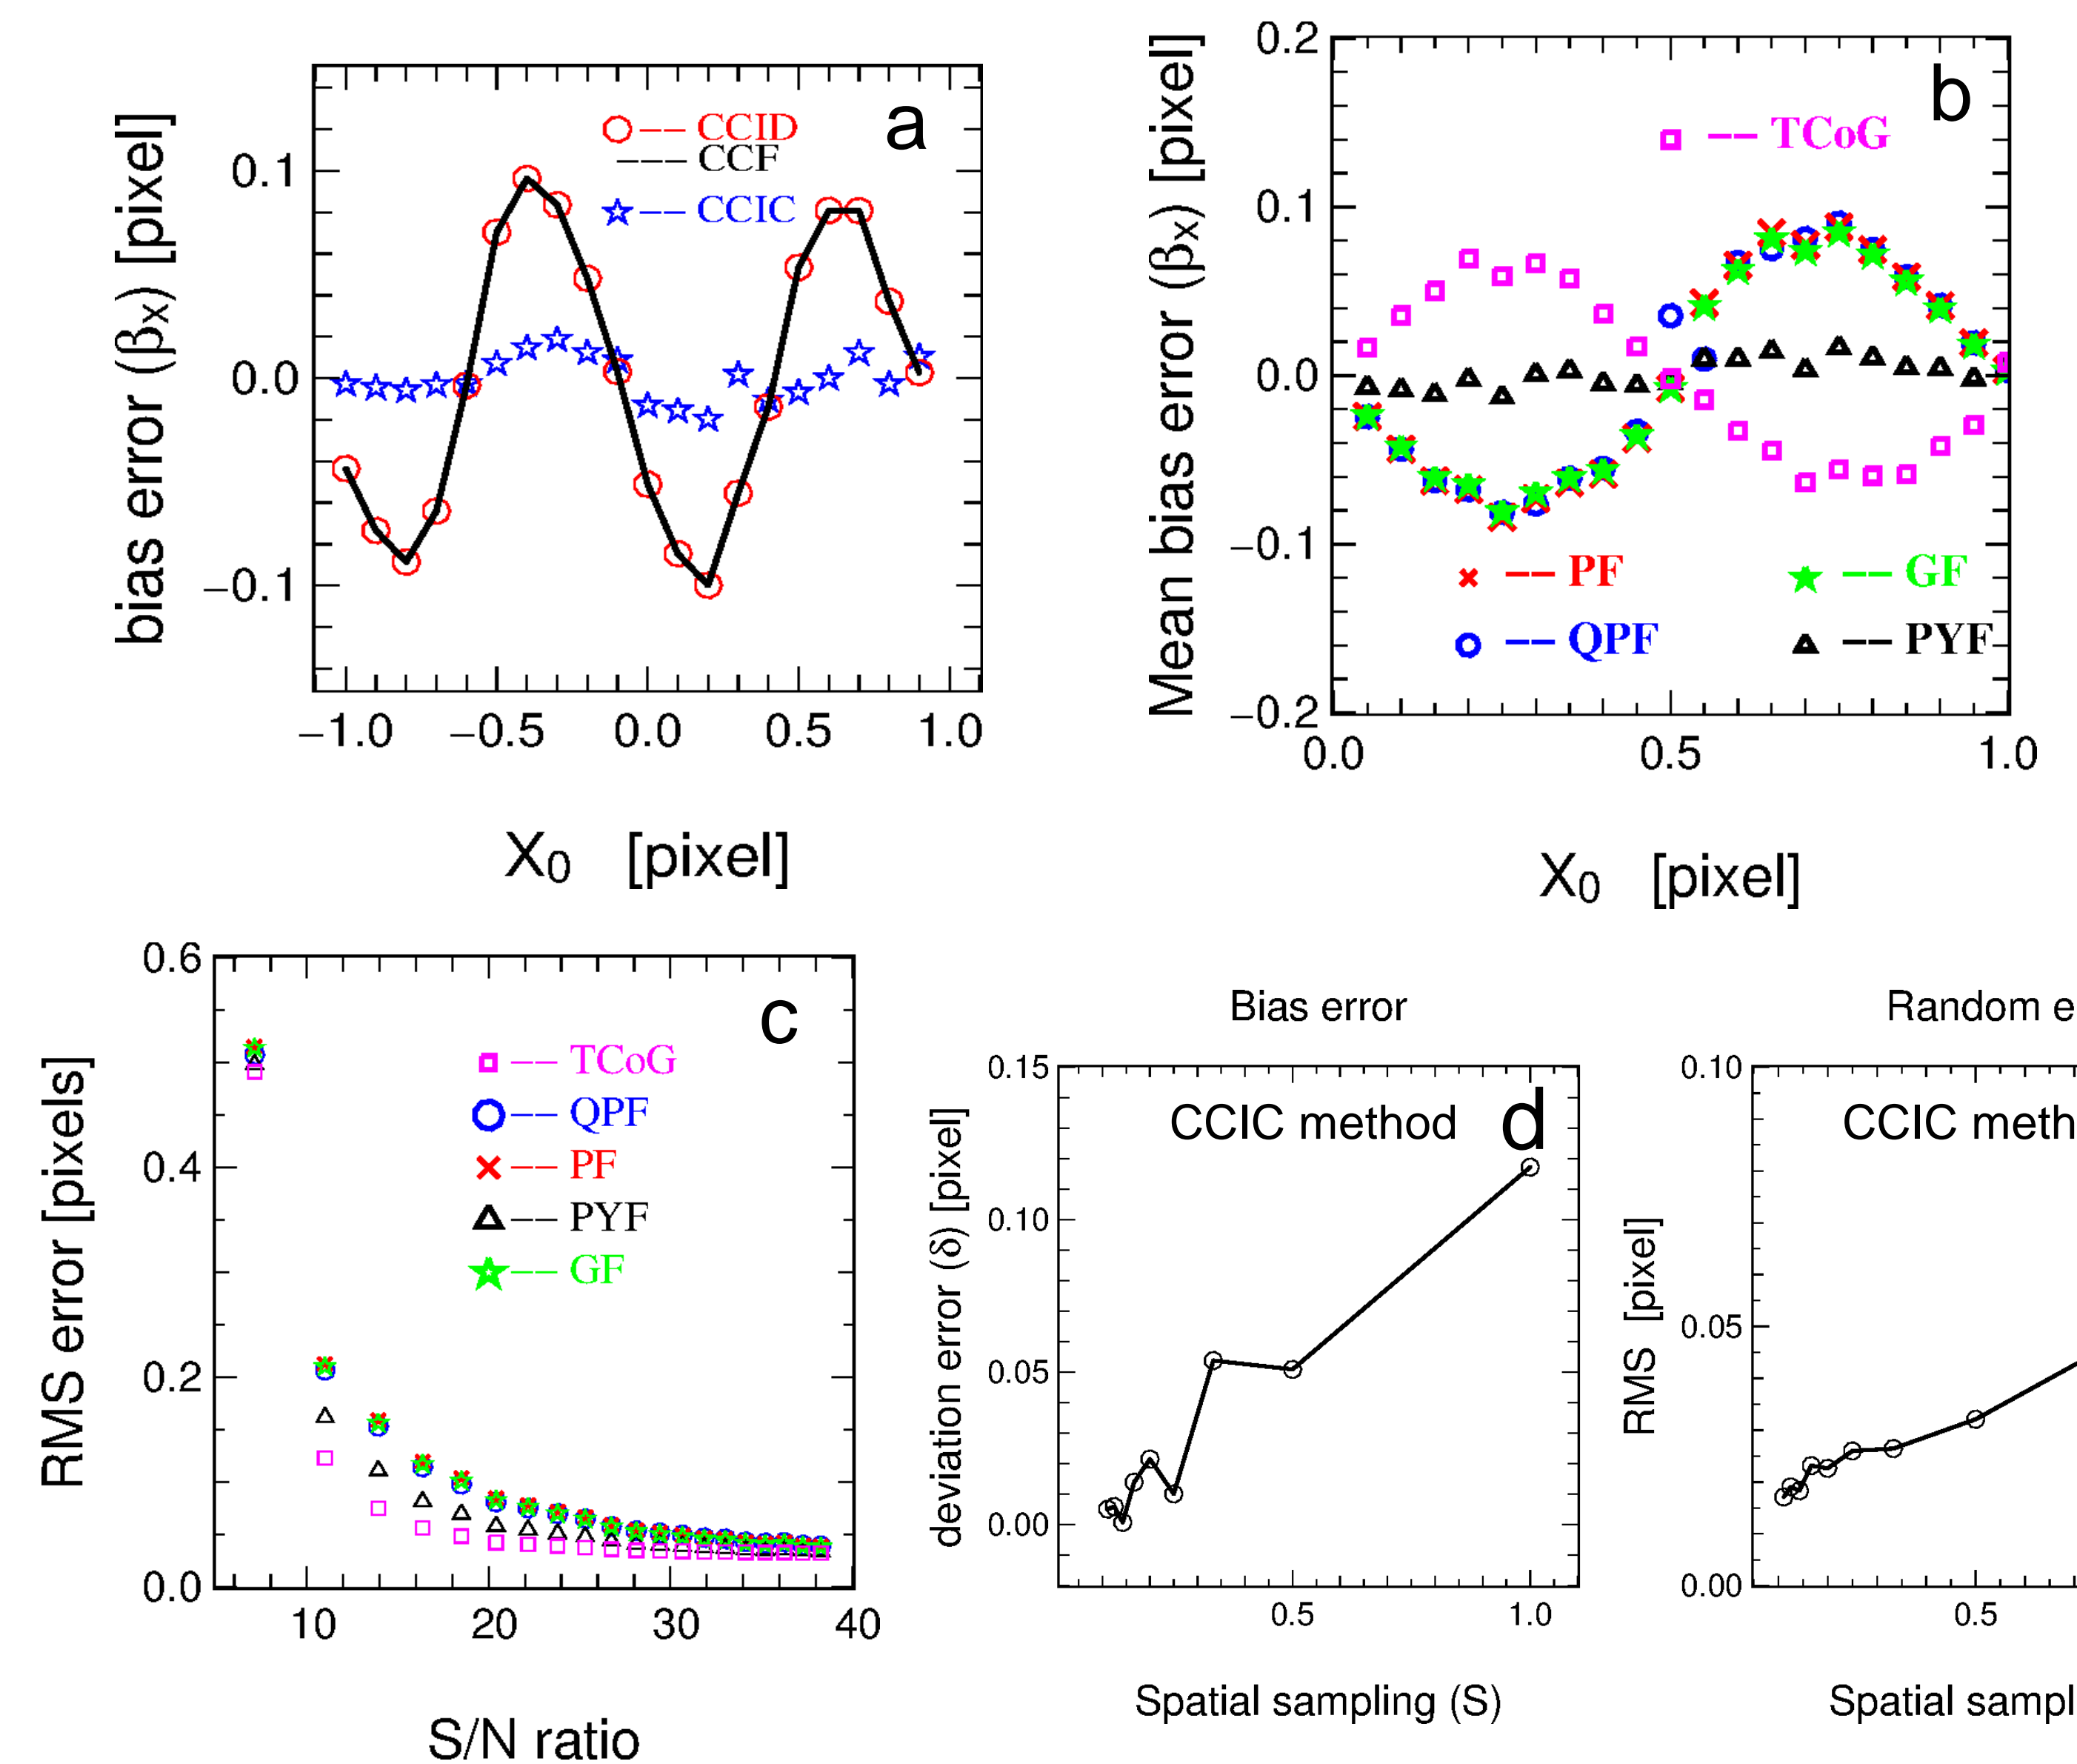 a
bias error (βx) [pixel]
0.1
0.0
−0.1
CCID
CCF
CCIC
−1.0 −0.5 0.0 0.5 1.0
X0 [pixel]
b
Mean bias error (βx) [pixel]
0.2
0.1
0.0
−0.1
−0.2
TCoG
PF
GF
QPF
PYF
0.0 0.5 1.0
X0 [pixel]
c
RMS error [pixels]
0.6
0.4
0.2
0.0
TCoG
QPF
PF
PYF
GF
10 20 30 40
S/N ratio
Bias error
d
CCIC method
deviation error (δ) [pixel]
0.15
0.10
0.05
0.00
0.5 1.0
Spatial sampling (S)
Random e
CCIC meth
RMS [pixel]
0.10
0.05
0.00
0.5
Spatial sampl